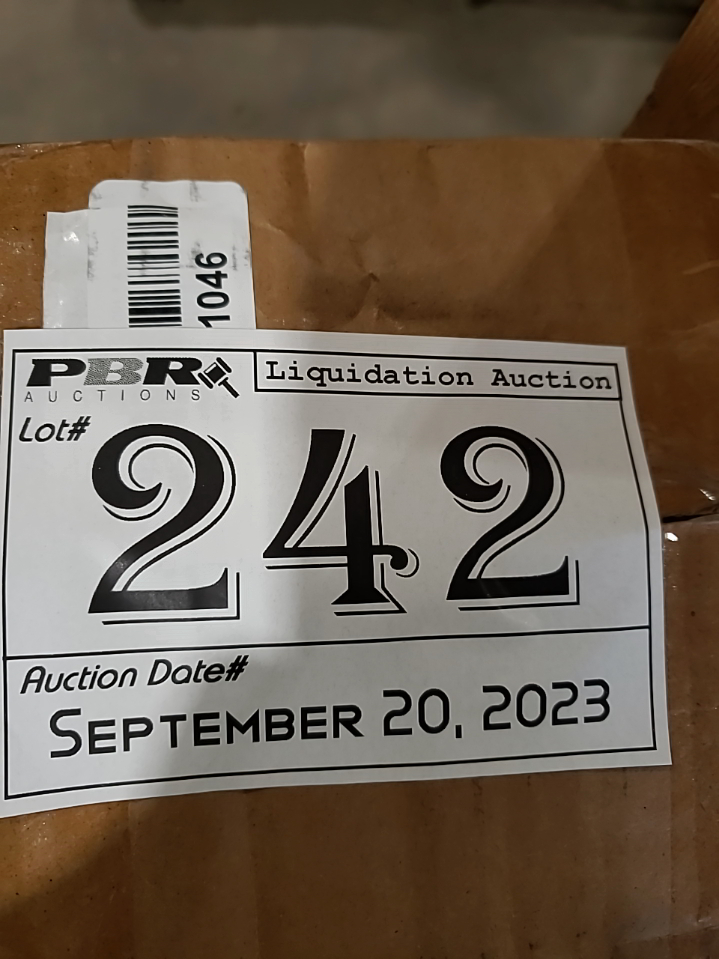 1046
PBR
AUCTIONS
Liquidation Auction
Lot#
242
Auction Date#
SEPTEMBER 20, 2023